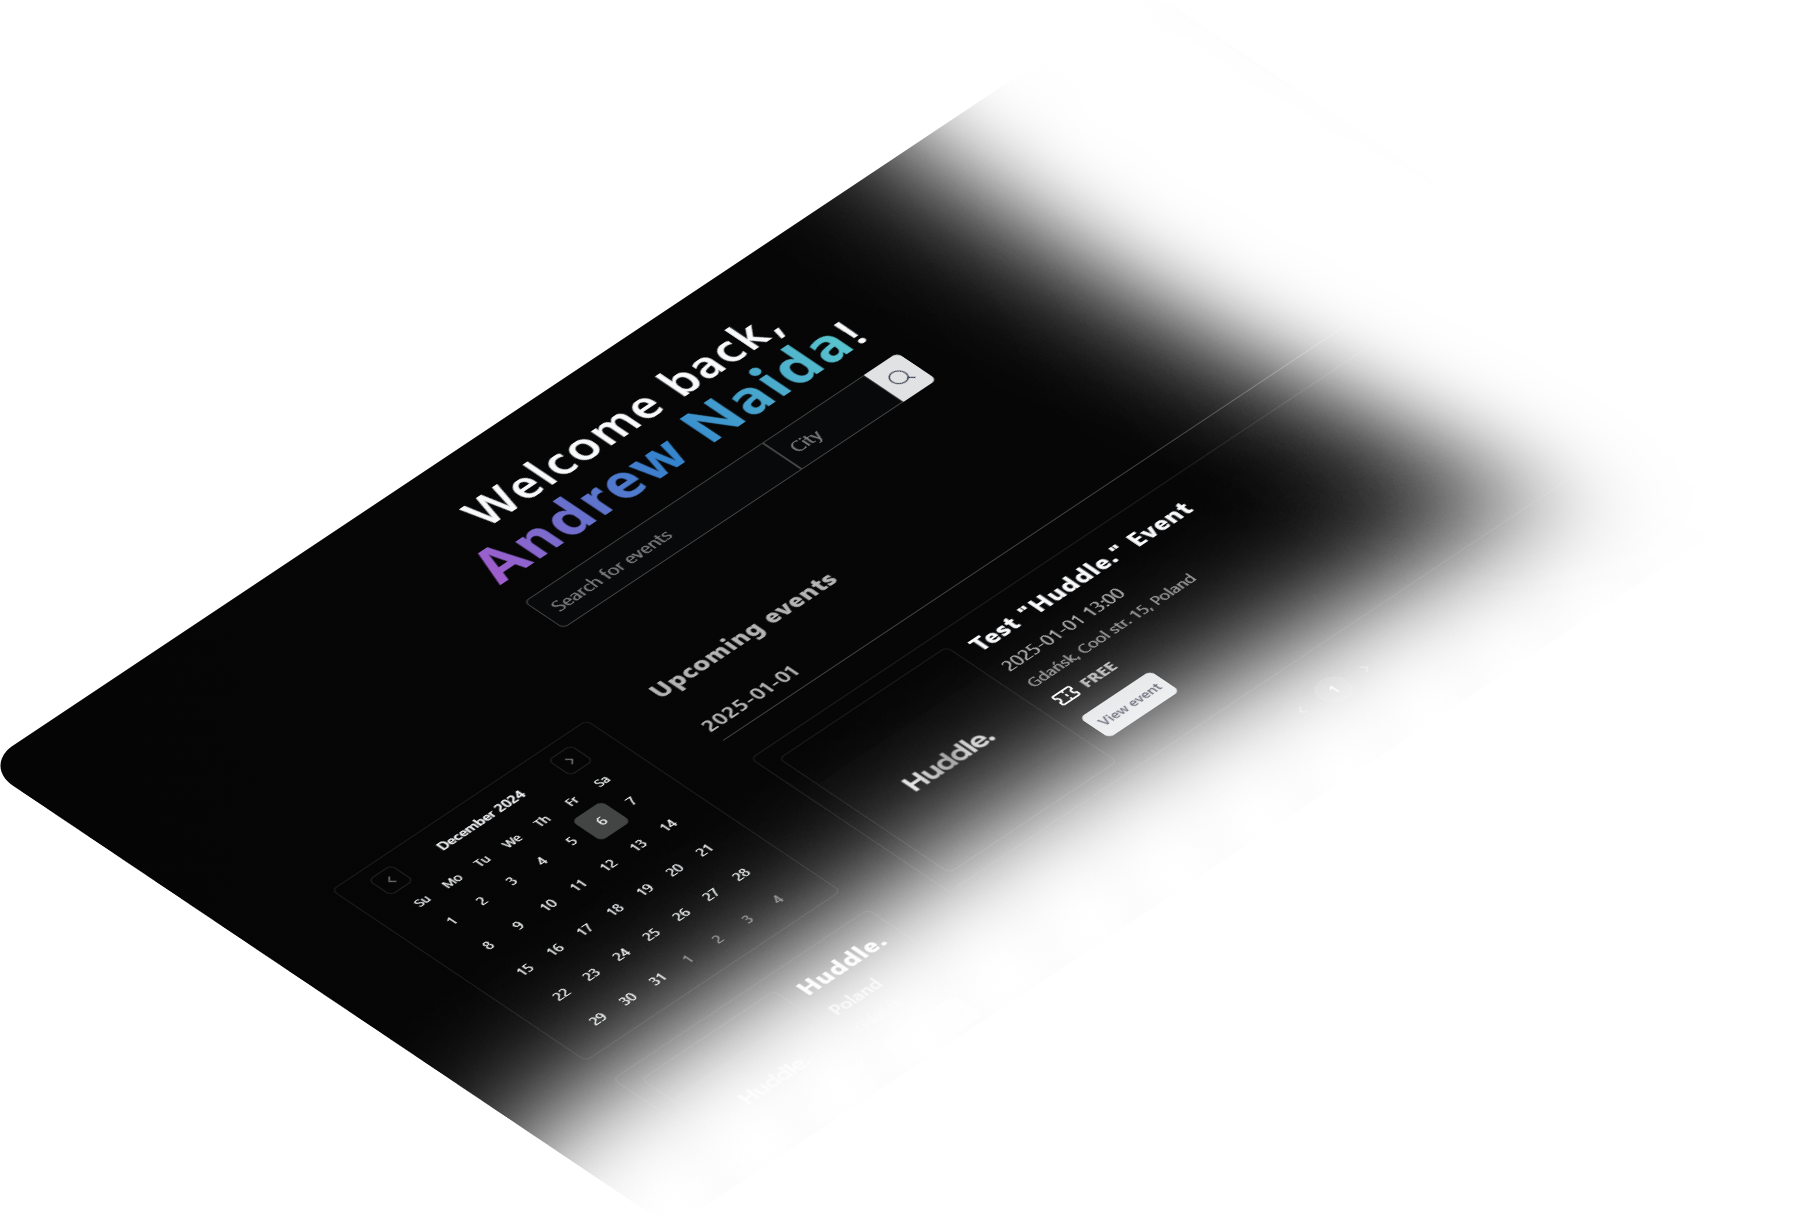 Welcome back,
Andrew Naida!
Search for events
City
Upcoming events
2025-01-01
Test "Huddle." Event
2025-01-01 13:00
Gdańsk, Cool str. 15, Poland
FREE
View event
Huddle.
December 2024
Su Mo Tu We Th Fr Sa
1 2 3 4 5 6 7
8 9 10 11 12 13 14
15 16 17 18 19 20 21
22 23 24 25 26 27 28
29 30 31 1 2 3 4
1
Huddle.
Poland
Huddle.